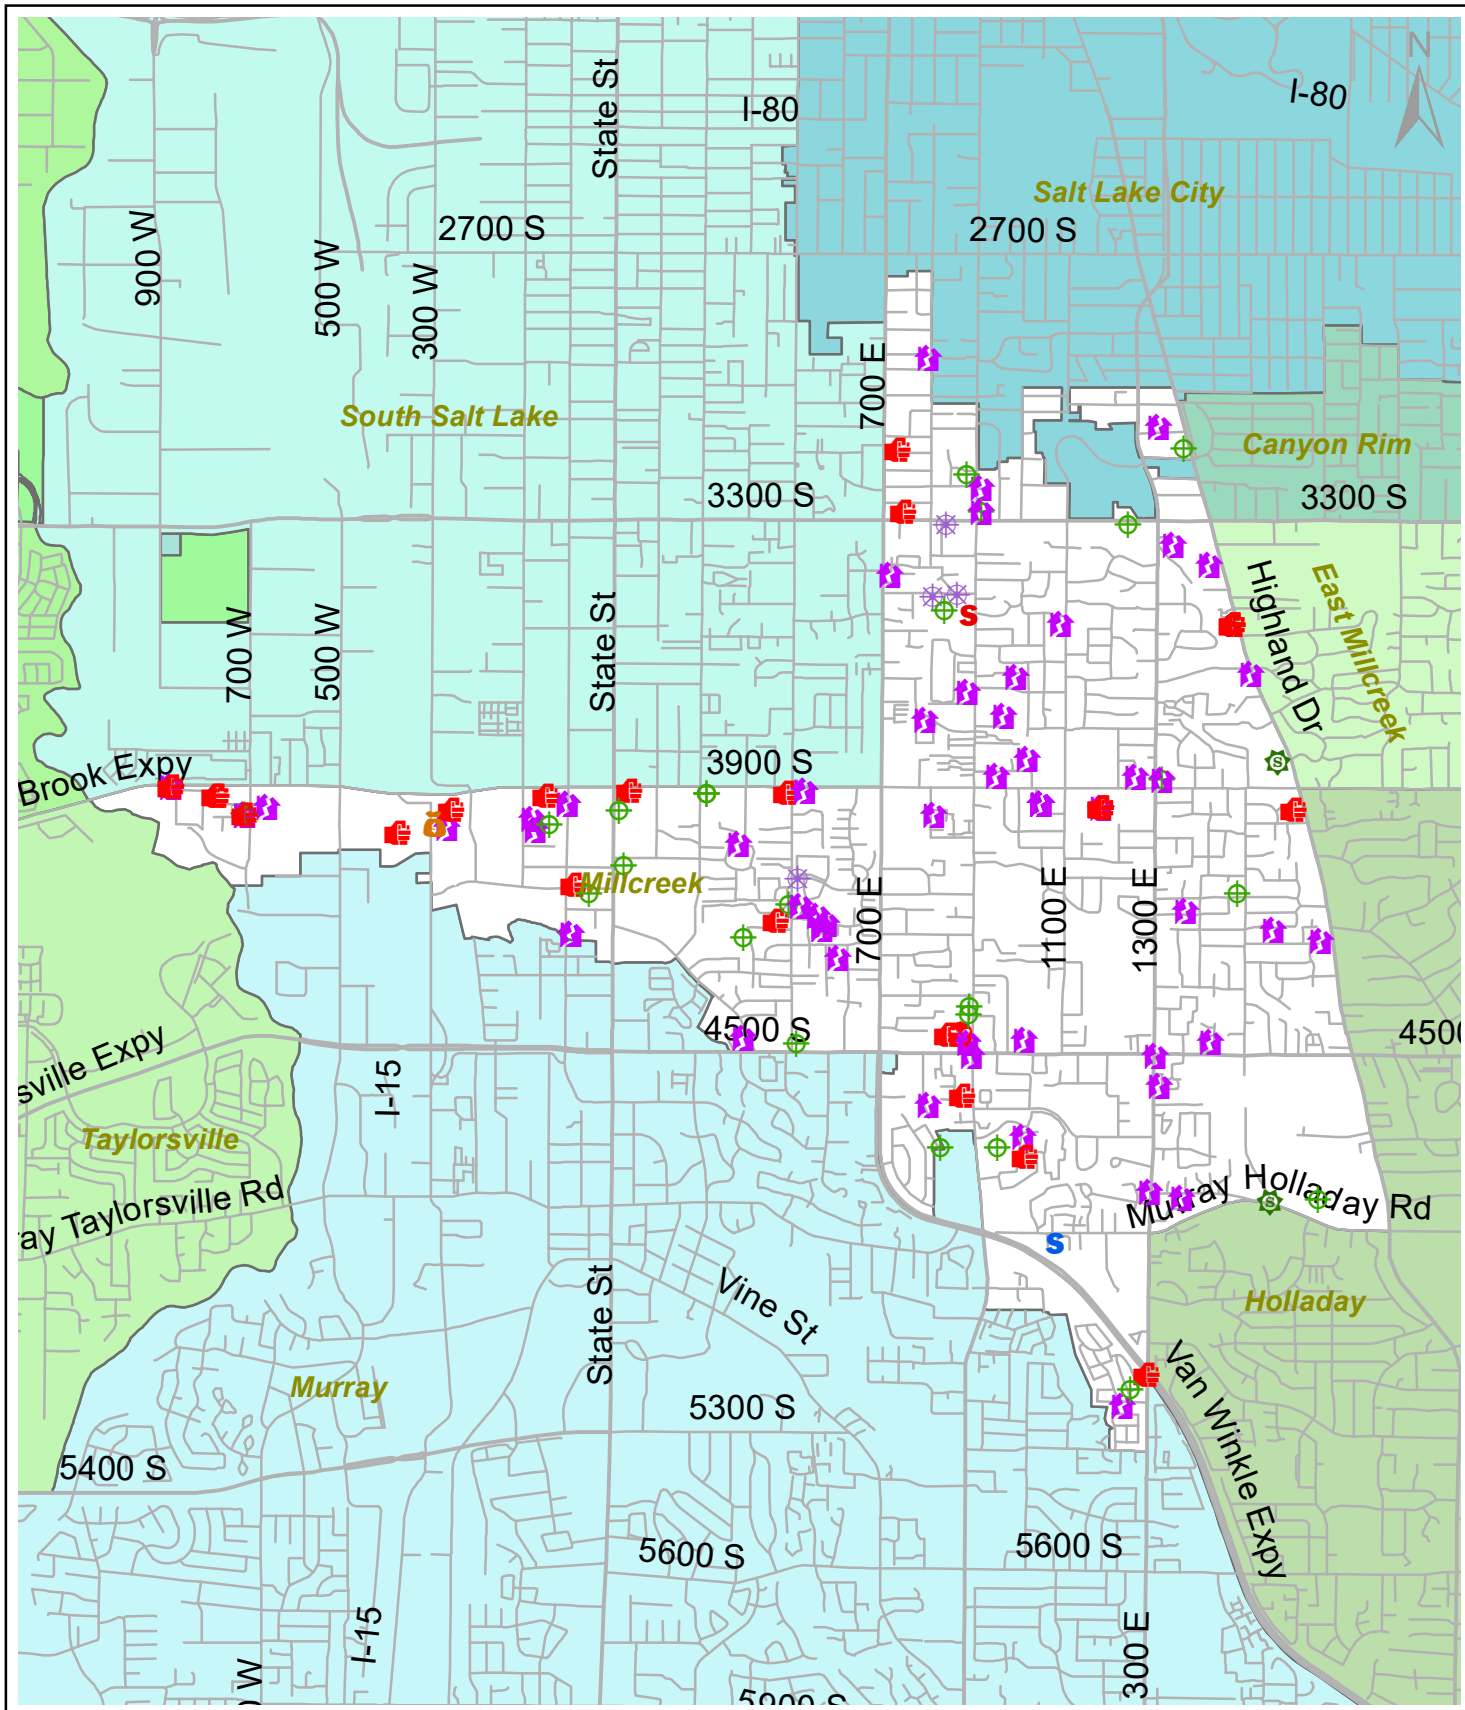 N
I-80
I-80
State St
Salt Lake City
2700 S
2700 S
900 W
500 W
300 W
700 E
South Salt Lake
Canyon Rim
3300 S
3300 S
Highland Dr
East Millcreek
700 W
500 W
State St
S
S
Brook Expy
3900 S
$
Millcreek
700 E
1100 E
1300 E
4500 S
4500
sville Expy
I-15
Taylorsville
ray Taylorsville Rd
Murray Holladay Rd
S
S
State St
Vine St
Holladay
Murray
5300 S
Van Winkle Expy
5400 S
5600 S
5600 S
I-15
300 E
0 W
5900 S